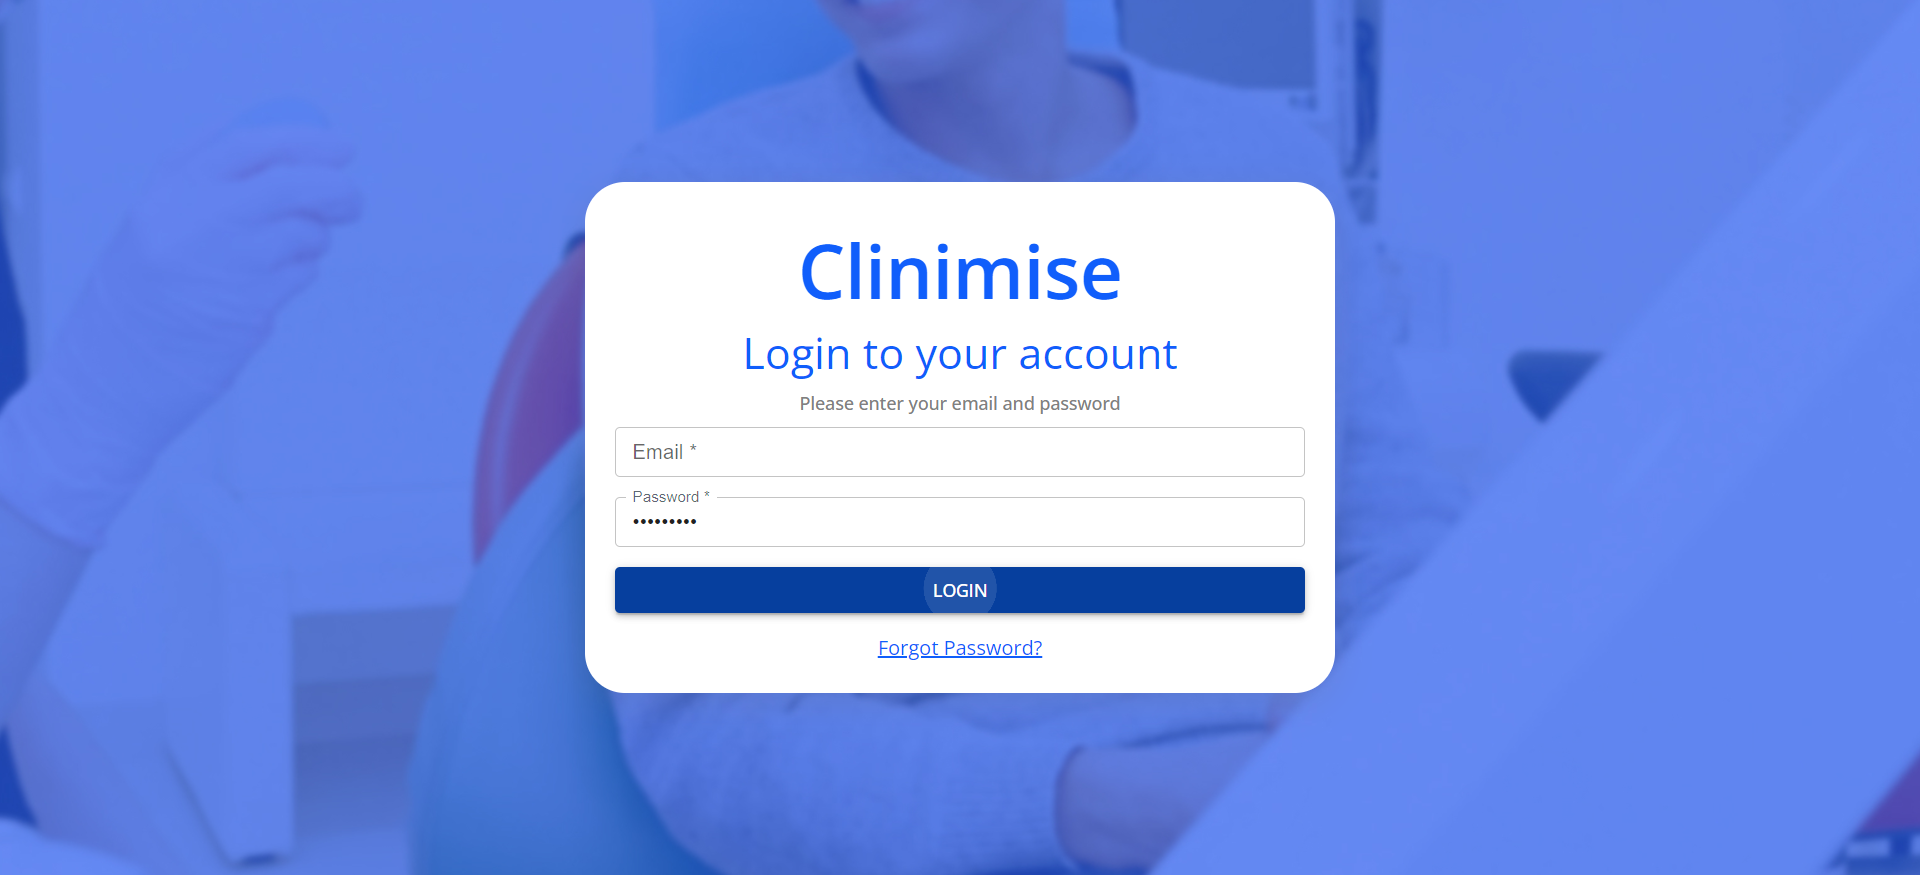 Clinimise
Login to your account
Please enter your email and password
Email *
Password *
•••••••••
LOGIN
Forgot Password?